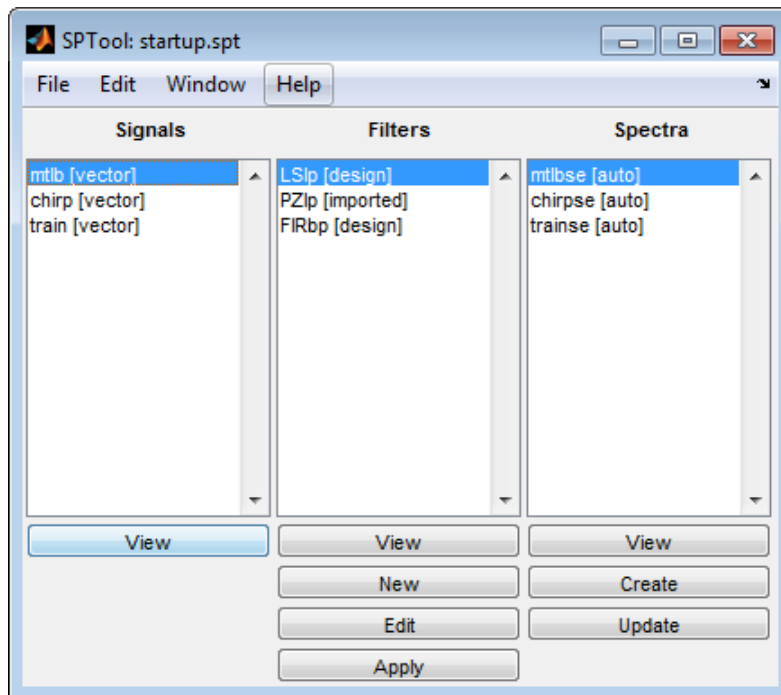 SPTool: startup.spt
File Edit Window Help
Signals Filters Spectra
mtlb [vector]
chirp [vector]
train [vector]
LSlp [design]
PZlp [imported]
FIRbp [design]
mtlbse [auto]
chirpse [auto]
trainse [auto]
View View View
New Create
Edit Update
Apply